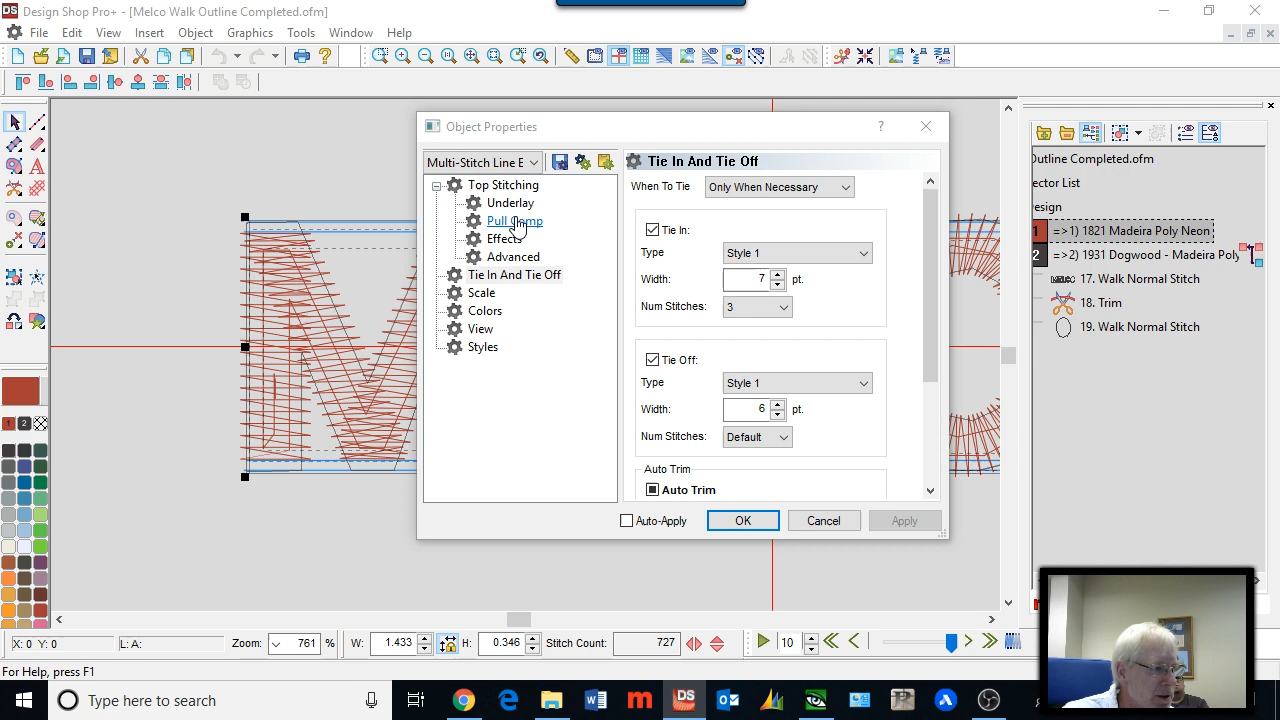 DS Design Shop Pro+ - [Melco Walk Outline Completed.ofm]
File Edit View Insert Object Graphics Tools Window Help
Object Properties
Multi-Stitch Line E
Tie In And Tie Off
Top Stitching
Underlay
Pull Comp
Effects
Advanced
Tie In And Tie Off
Scale
Colors
View
Styles
When To Tie Only When Necessary
Tie In:
Type Style 1
Width: 7 pt.
Num Stitches: 3
Tie Off:
Type Style 1
Width: 6 pt.
Num Stitches: Default
Auto Trim
Auto Trim
Auto-Apply OK Cancel Apply
Outline Completed.ofm
ector List
esign
1 =>1) 1821 Madeira Poly Neon
2 =>2) 1931 Dogwood - Madeira Poly
17. Walk Normal Stitch
18. Trim
19. Walk Normal Stitch
1 2
X: 0 Y: 0 L: A: Zoom: 761 % W: 1.433 H: 0.346 Stitch Count: 727 10
For Help, press F1
Type here to search
DS